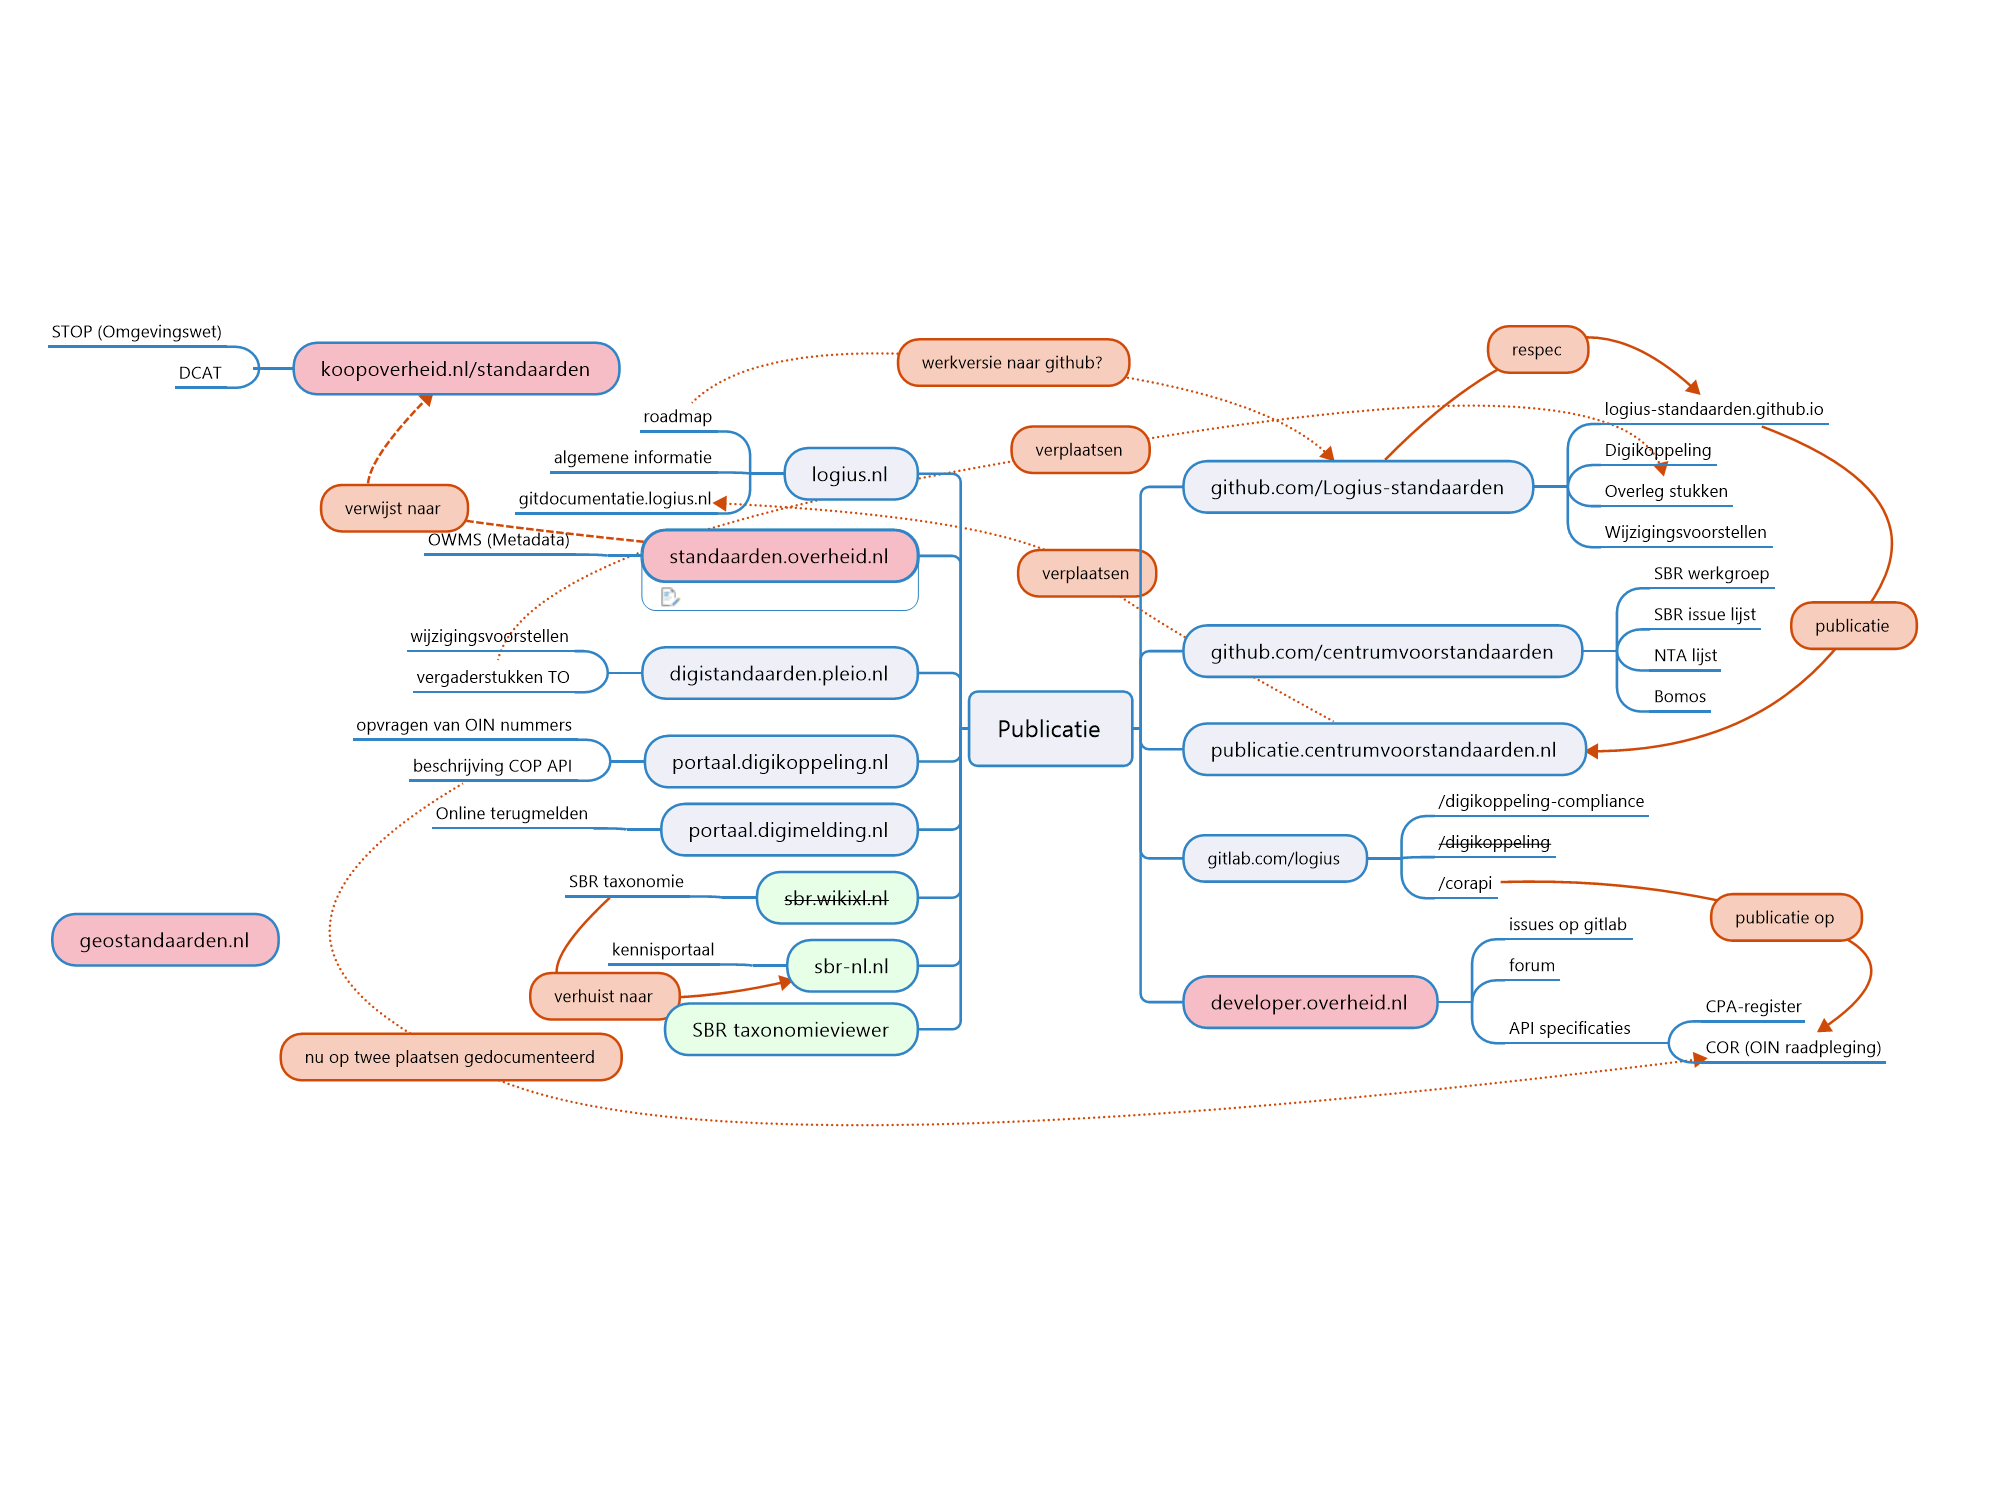 STOP (Omgevingswet)
DCAT
koopoverheid.nl/standaarden
verwijst naar
werkversie naar github?
roadmap
algemene informatie
gitdocumentatie.logius.nl
logius.nl
verplaatsen
OWMS (Metadata)
standaarden.overheid.nl
verplaatsen
wijzigingsvoorstellen
vergaderstukken TO
digistandaarden.pleio.nl
opvragen van OIN nummers
beschrijving COP API
portaal.digikoppeling.nl
Online terugmelden
portaal.digimelding.nl
SBR taxonomie
sbr.wikixl.nl
kennisportaal
sbr-nl.nl
verhuist naar
SBR taxonomieviewer
geostandaarden.nl
nu op twee plaatsen gedocumenteerd
Publicatie
respec
github.com/Logius-standaarden
logius-standaarden.github.io
Digikoppeling
Overleg stukken
Wijzigingsvoorstellen
github.com/centrumvoorstandaarden
SBR werkgroep
SBR issue lijst
NTA lijst
Bomos
publicatie
publicatie.centrumvoorstandaarden.nl
gitlab.com/logius
/digikoppeling-compliance
/digikoppeling
/corapi
publicatie op
developer.overheid.nl
issues op gitlab
forum
API specificaties
CPA-register
COR (OIN raadpleging)